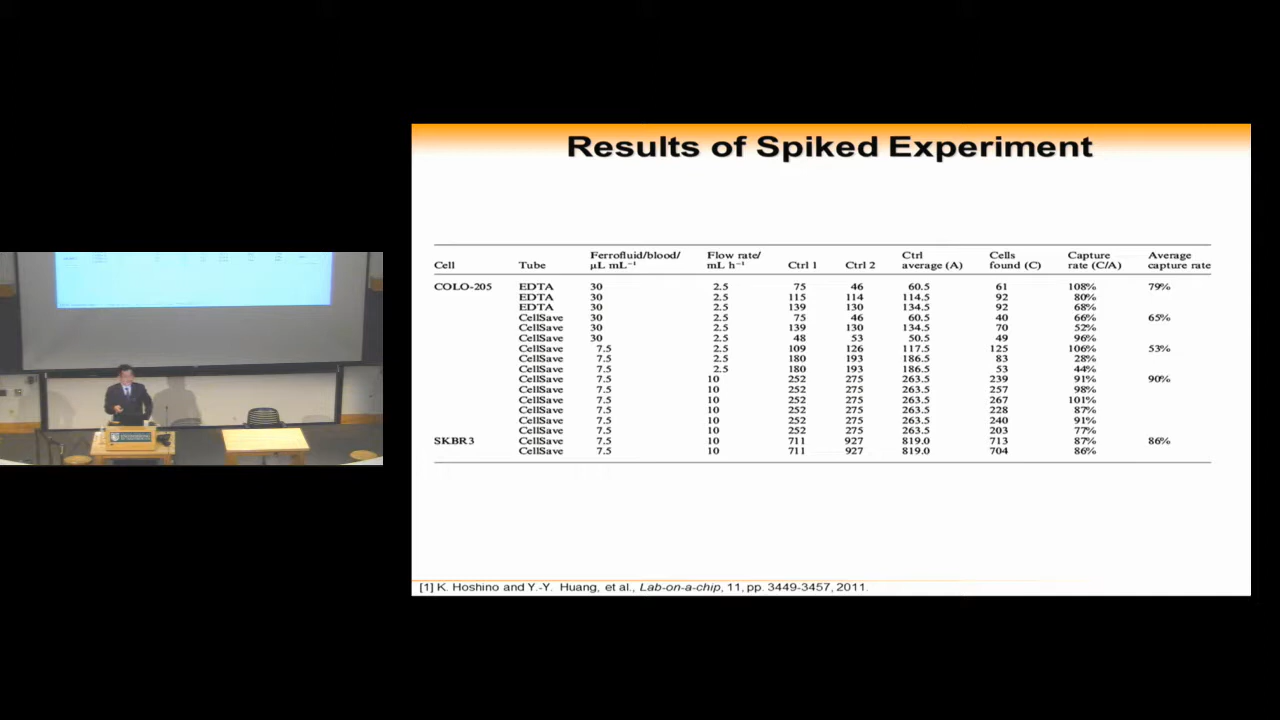 Results of Spiked Experiment
Cell Tube Ferrofluid/blood/ µL mL⁻¹ Flow rate/ mL h⁻¹ Ctrl 1 Ctrl 2 Ctrl average (A) Cells found (C) Capture rate (C/A) Average capture rate
COLO-205 EDTA 30 2.5 75 46 60.5 61 108% 79%
EDTA 30 2.5 115 114 114.5 92 80%
EDTA 30 2.5 139 130 134.5 92 68%
CellSave 30 2.5 75 46 60.5 40 66% 65%
CellSave 30 2.5 139 130 134.5 70 52%
CellSave 30 2.5 48 53 50.5 49 96%
CellSave 7.5 2.5 109 126 117.5 125 106% 53%
CellSave 7.5 2.5 180 193 186.5 83 28%
CellSave 7.5 2.5 180 193 186.5 53 44%
CellSave 7.5 10 252 275 263.5 239 91% 90%
CellSave 7.5 10 252 275 263.5 257 98%
CellSave 7.5 10 252 275 263.5 267 101%
CellSave 7.5 10 252 275 263.5 228 87%
CellSave 7.5 10 252 275 263.5 240 91%
CellSave 7.5 10 252 275 263.5 203 77%
SKBR3 CellSave 7.5 10 711 927 819.0 713 87% 86%
CellSave 7.5 10 711 927 819.0 704 86%
[1] K. Hoshino and Y.-Y. Huang, et al., Lab-on-a-chip, 11, pp. 3449-3457, 2011.